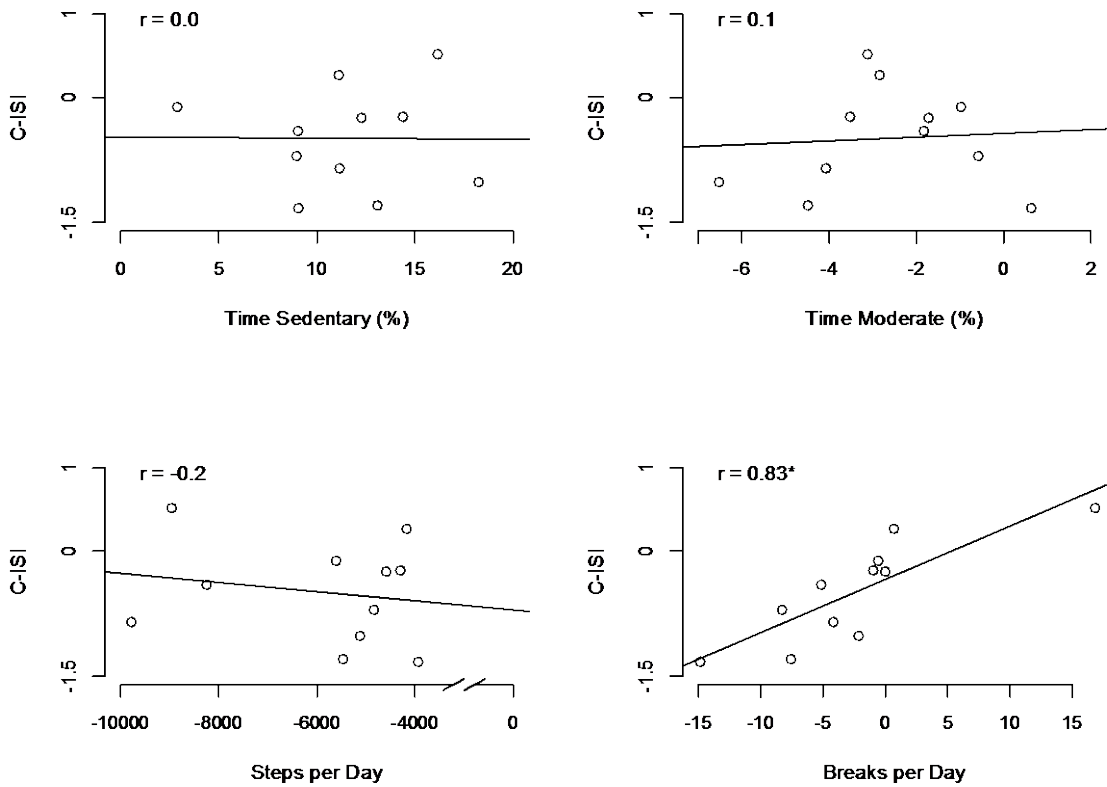 r = 0.0
C-ISI
1
0
-1.5
0 5 10 15 20
Time Sedentary (%)
r = 0.1
C-ISI
1
0
-1.5
-6 -4 -2 0 2
Time Moderate (%)
r = -0.2
C-ISI
1
0
-1.5
-10000 -8000 -6000 -4000 0
Steps per Day
r = 0.83*
C-ISI
1
0
-1.5
-15 -5 0 5 10 15
Breaks per Day